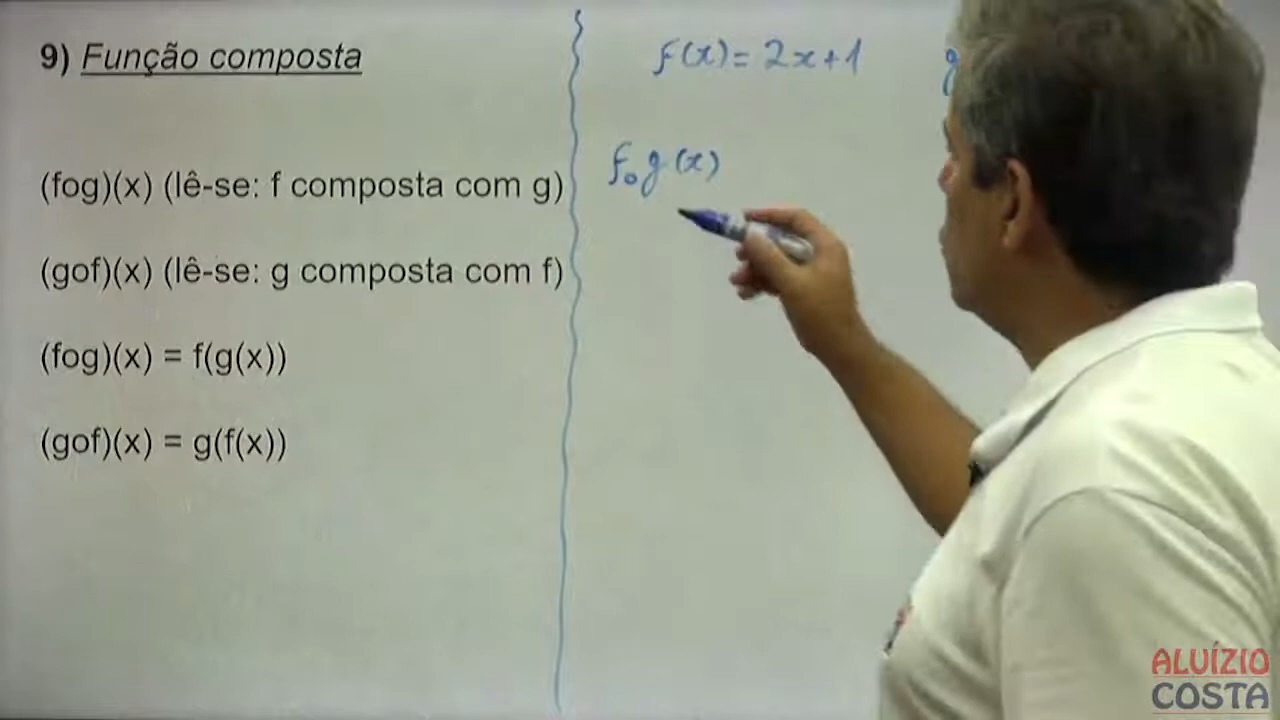 9) Função composta
(fog)(x) (lê-se: f composta com g)
(gof)(x) (lê-se: g composta com f)
(fog)(x) = f(g(x))
(gof)(x) = g(f(x))
f(x) = 2x+1 g
fog(x)
ALUÍZIO
COSTA